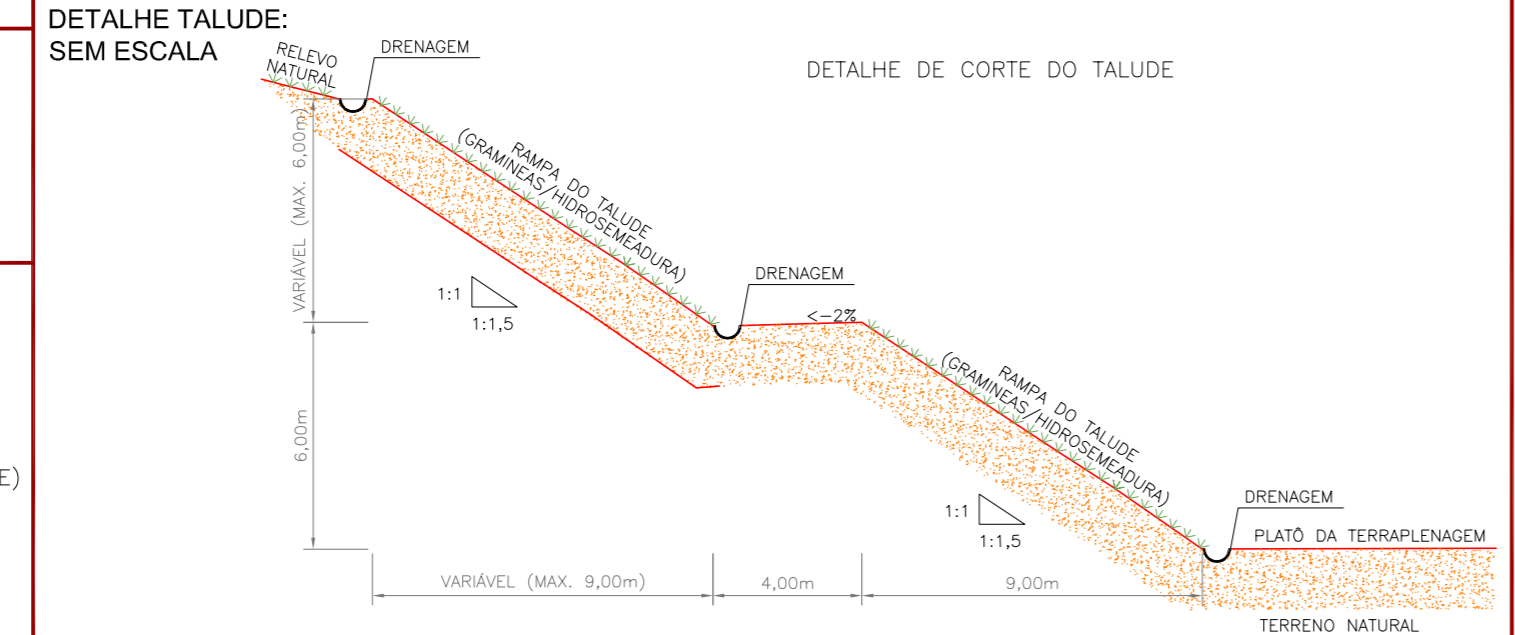 DETALHE TALUDE:
SEM ESCALA
RELEVO
NATURAL
DRENAGEM
DETALHE DE CORTE DO TALUDE
VARIÁVEL (MAX. 6,00m)
RAMPA DO TALUDE
(GRAMINEAS/HIDROSEMEADURA)
1:1
1:1,5
DRENAGEM
<-2%
6,00m
RAMPA DO TALUDE
(GRAMINEAS/HIDROSEMEADURA)
1:1
1:1,5
DRENAGEM
PLATÔ DA TERRAPLENAGEM
E)
VARIÁVEL (MAX. 9,00m)
4,00m
9,00m
TERRENO NATURAL